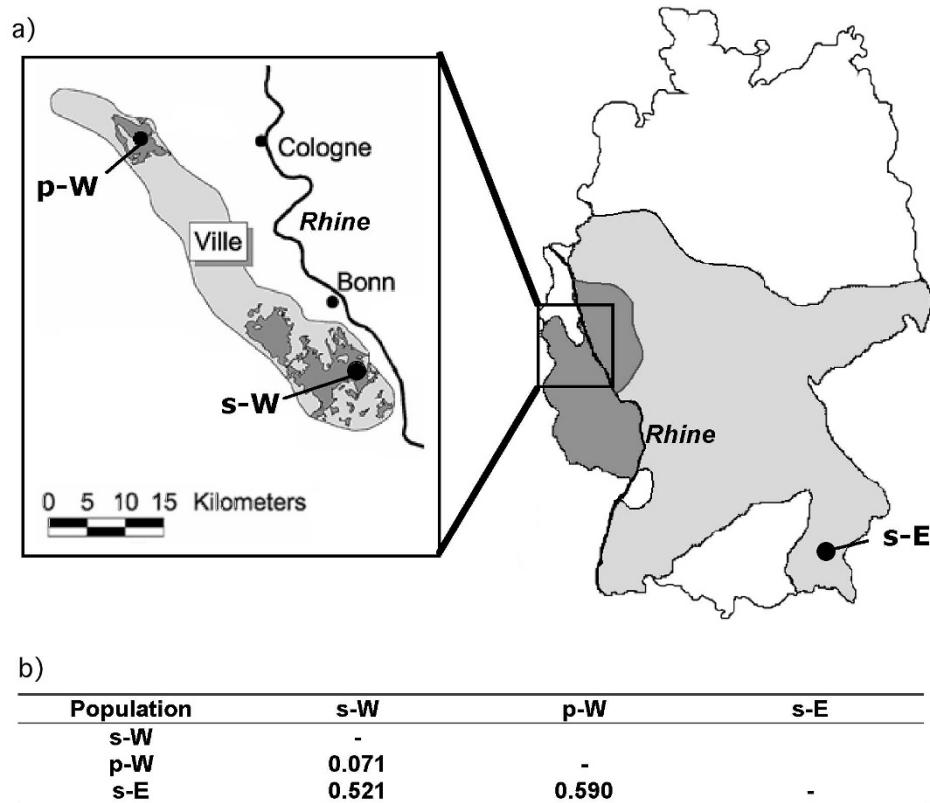 a)
Cologne
p-W
Rhine
Ville
Bonn
s-W
0 5 10 15 Kilometers
Rhine
s-E
b)
Population s-W p-W s-E
s-W -
p-W 0.071 -
s-E 0.521 0.590 -